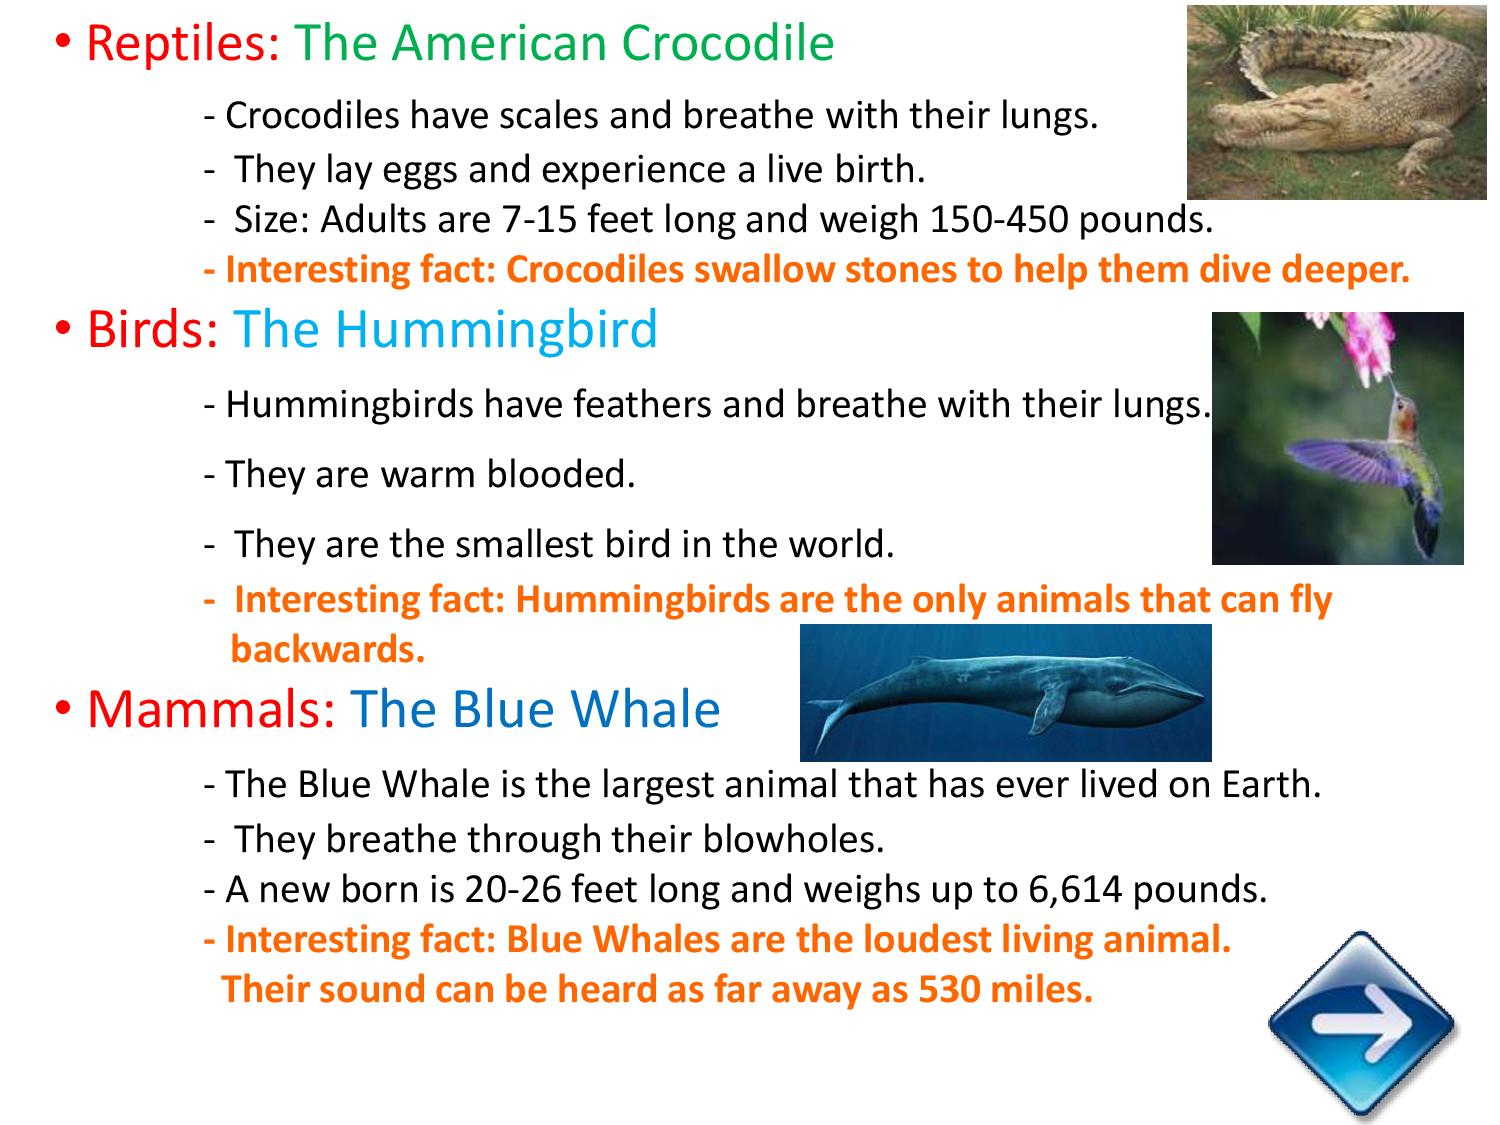 • Reptiles: The American Crocodile
- Crocodiles have scales and breathe with their lungs.
- They lay eggs and experience a live birth.
- Size: Adults are 7-15 feet long and weigh 150-450 pounds.
- Interesting fact: Crocodiles swallow stones to help them dive deeper.
• Birds: The Hummingbird
- Hummingbirds have feathers and breathe with their lungs.
- They are warm blooded.
- They are the smallest bird in the world.
- Interesting fact: Hummingbirds are the only animals that can fly
backwards.
• Mammals: The Blue Whale
- The Blue Whale is the largest animal that has ever lived on Earth.
- They breathe through their blowholes.
- A new born is 20-26 feet long and weighs up to 6,614 pounds.
- Interesting fact: Blue Whales are the loudest living animal.
Their sound can be heard as far away as 530 miles.